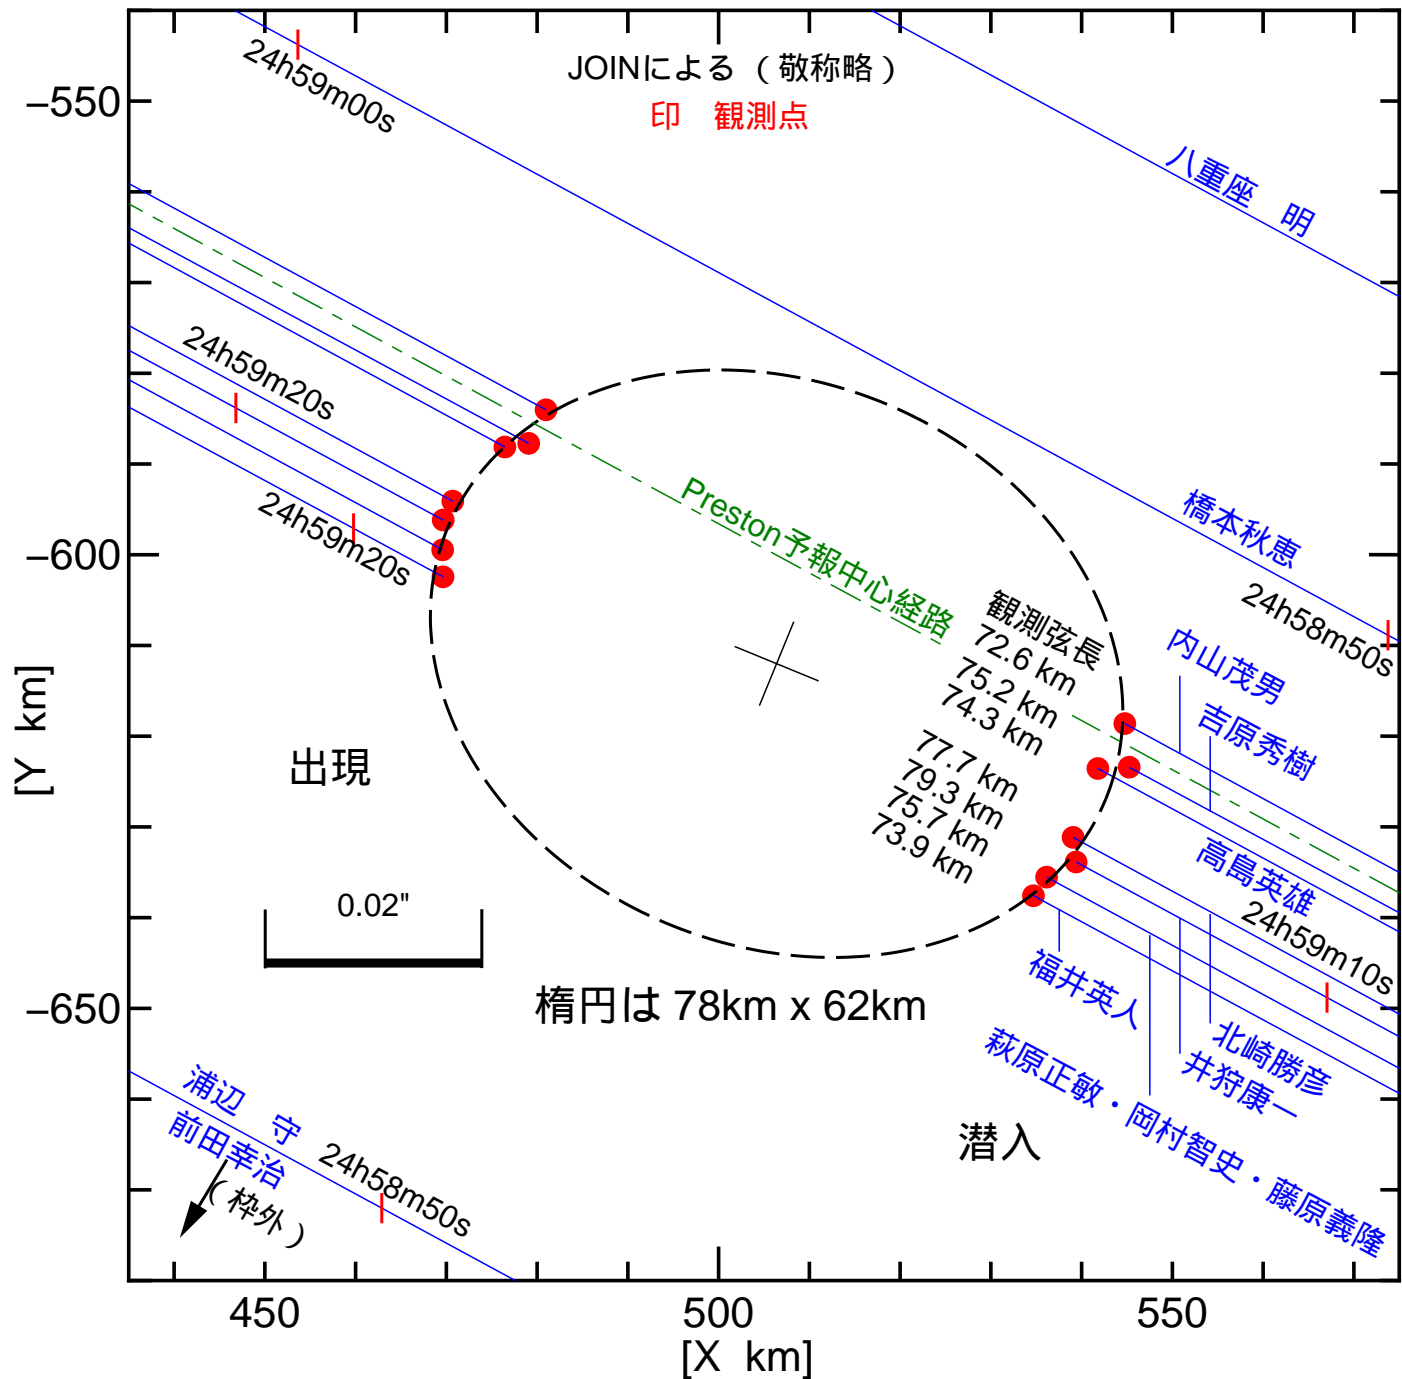 JOINによる（敬称略）
印　観測点
24h59m00s
八重座　明
−550
24h59m20s
橋本秋恵
24h58m50s
Preston予報中心経路
24h59m20s
−600
観測弦長
72.6 km
75.2 km
74.3 km
77.7 km
79.3 km
75.7 km
73.9 km
内山茂男
吉原秀樹
高島英雄
24h59m10s
[Y km]
出現
0.02"
楕円は 78km x 62km
福井英人
北崎勝彦
井狩康一
萩原正敏・岡村智史・藤原義隆
−650
潜入
浦辺　守
前田幸治
（枠外）
24h58m50s
450
500
550
[X km]